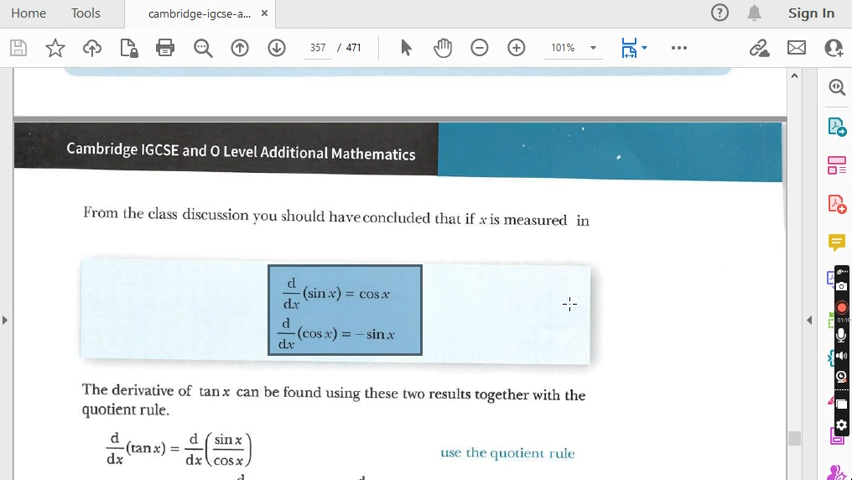 Home Tools cambridge-igcse-a... × Sign In
357 / 471 101%
Cambridge IGCSE and O Level Additional Mathematics
From the class discussion you should have concluded that if x is measured in
d/dx (sin x) = cos x
d/dx (cos x) = − sin x
The derivative of tan x can be found using these two results together with the
quotient rule.
d/dx (tan x) = d/dx (sin x / cos x) use the quotient rule
d d